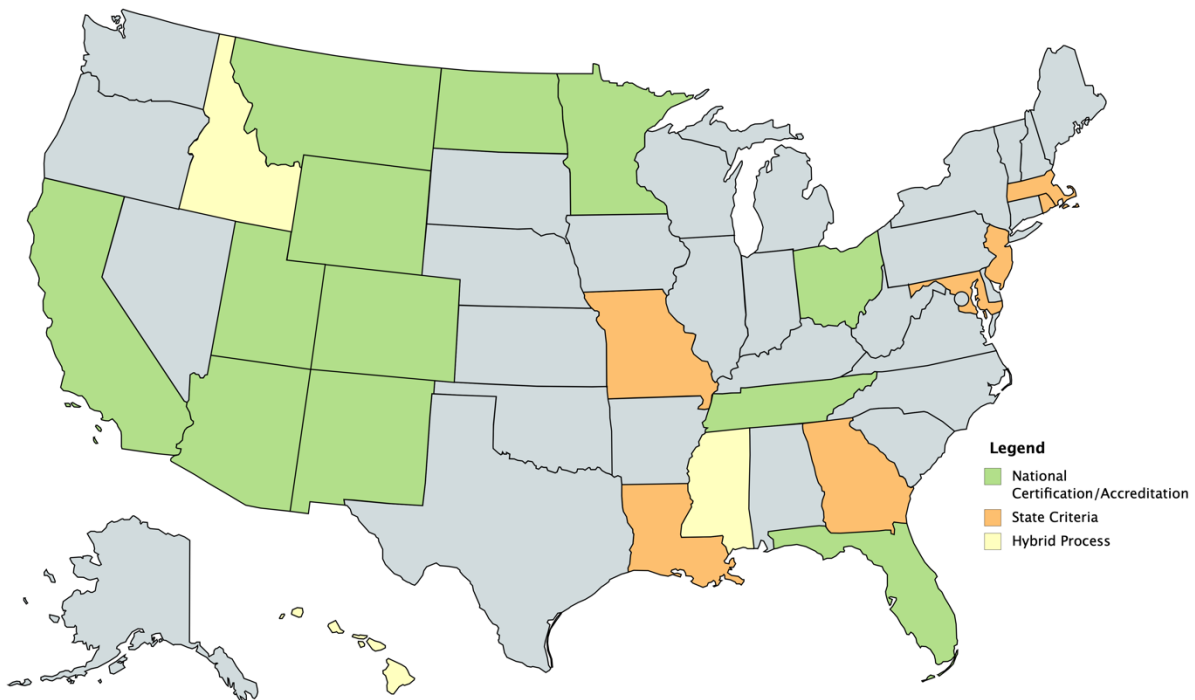 Legend
National
Certification/Accreditation
State Criteria
Hybrid Process